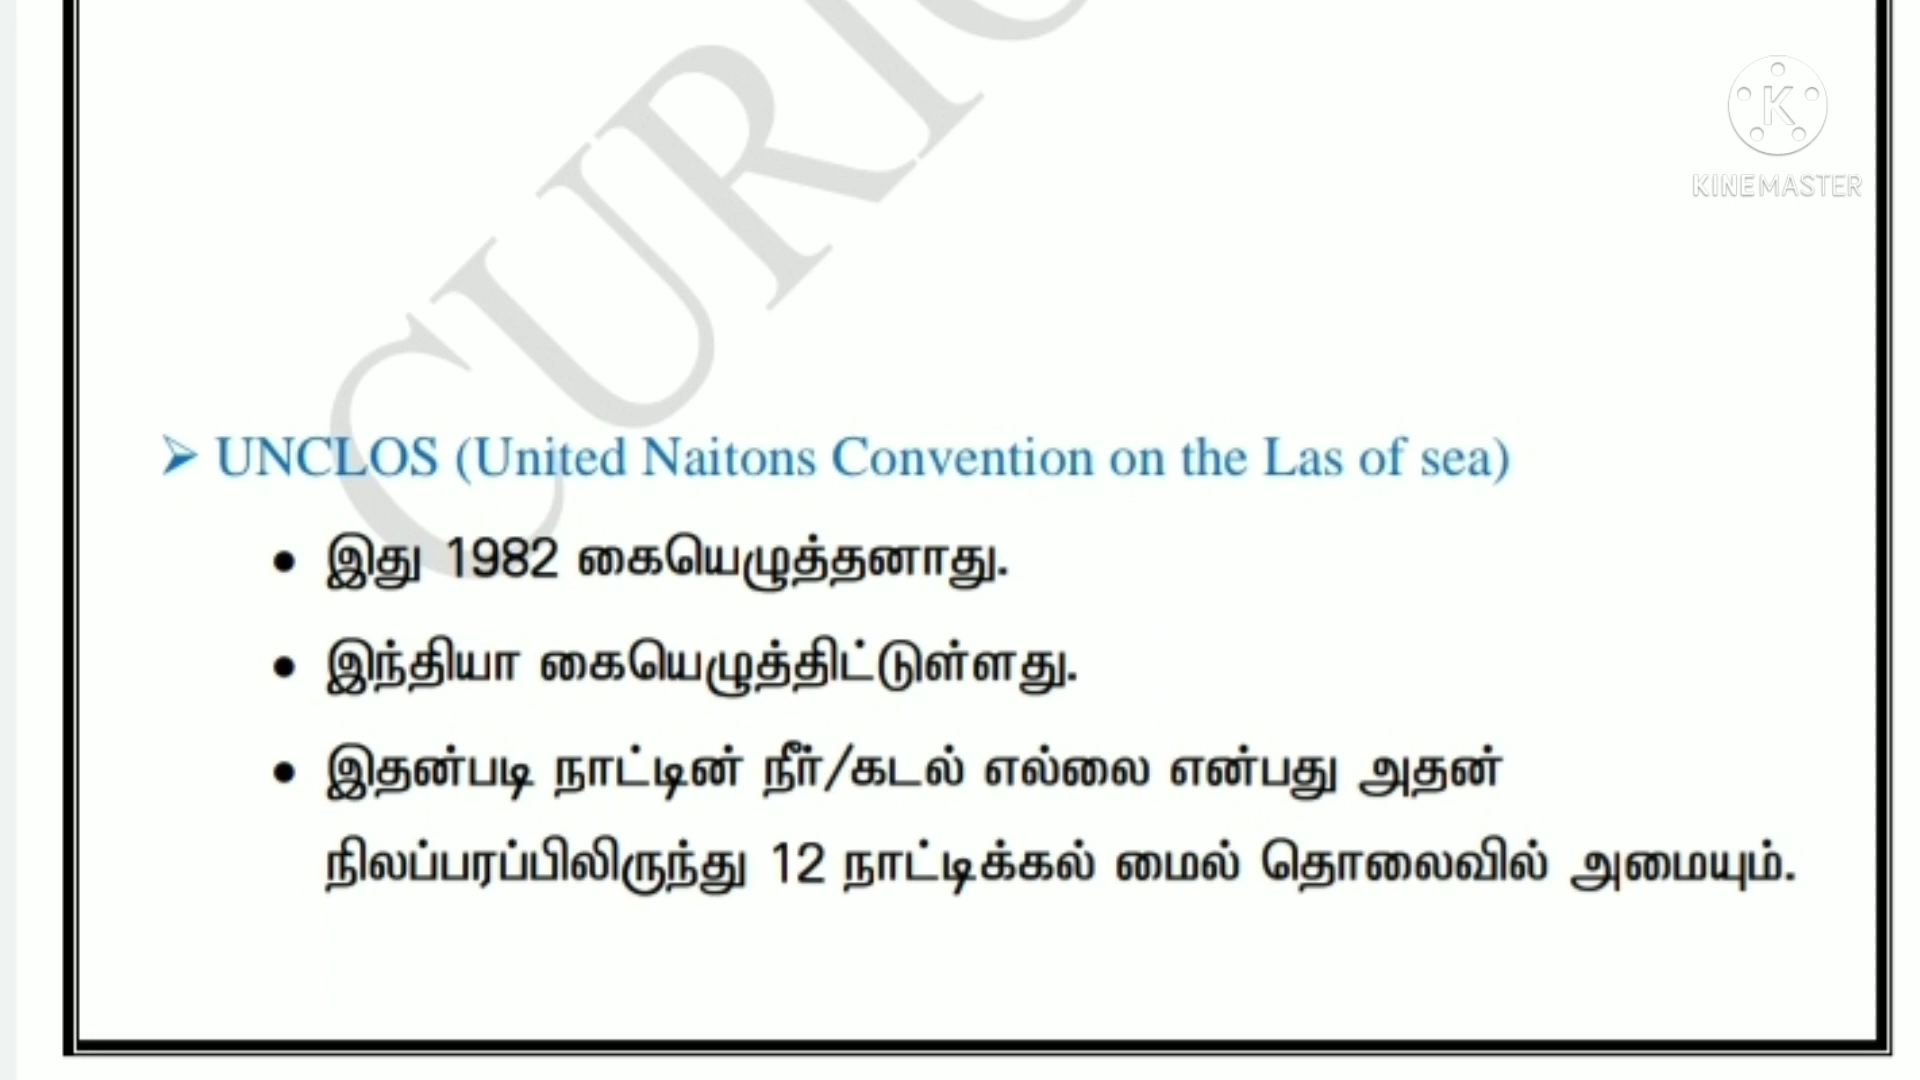 CURIO
KINEMASTER
➢ UNCLOS (United Naitons Convention on the Las of sea)
• இது 1982 கையெழுத்தனாது.
• இந்தியா கையெழுத்திட்டுள்ளது.
• இதன்படி நாட்டின் நீர்/கடல் எல்லை என்பது அதன்
நிலப்பரப்பிலிருந்து 12 நாட்டிக்கல் மைல் தொலைவில் அமையும்.